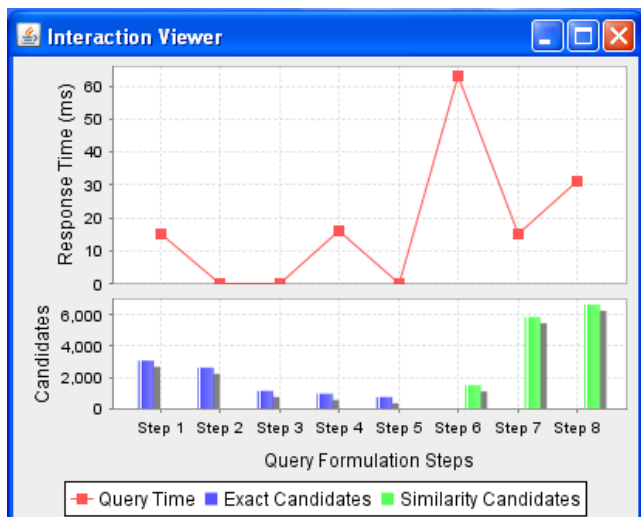 Interaction Viewer
Response Time (ms)
60
50
40
30
20
10
0
Candidates
6,000
4,000
2,000
0
Step 1 Step 2 Step 3 Step 4 Step 5 Step 6 Step 7 Step 8
Query Formulation Steps
Query Time Exact Candidates Similarity Candidates